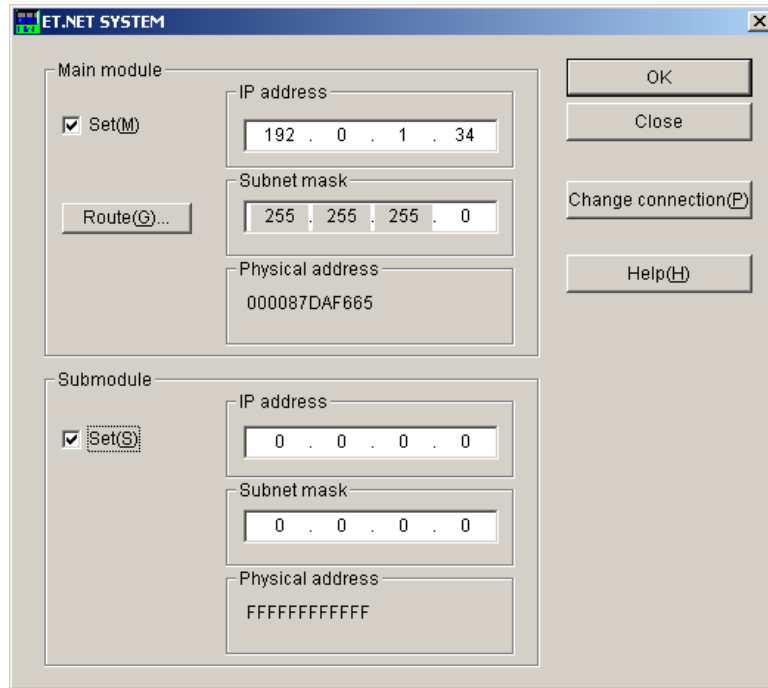 ET.NET SYSTEM
Main module
Set(M)
IP address
192 . 0 . 1 . 34
Route(G)...
Subnet mask
255 . 255 . 255 . 0
Physical address
000087DAF665
OK
Close
Change connection(P)
Help(H)
Submodule
Set(S)
IP address
0 . 0 . 0 . 0
Subnet mask
0 . 0 . 0 . 0
Physical address
FFFFFFFFFFFF